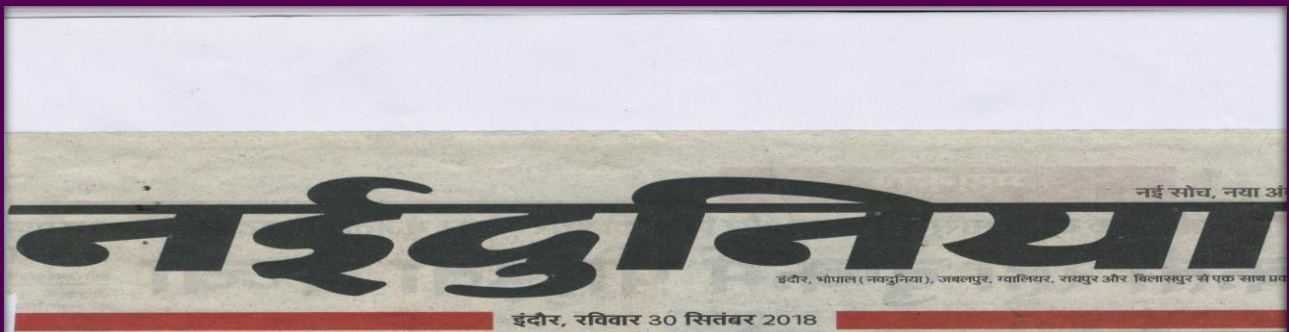 नई सोच, नया
नईदुनिया
इंदौर, भोपाल ( नवदुनिया ), जबलपुर, ग्वालियर, रायपुर और बिलासपुर से एक साथ
इंदौर, रविवार 30 सितंबर 2018